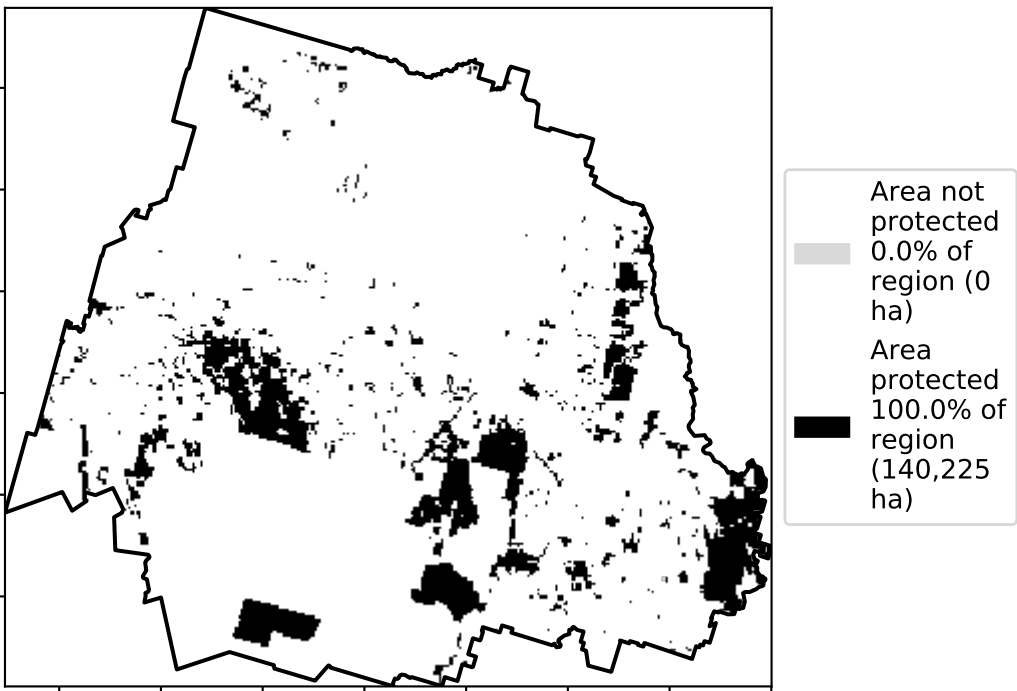 Area not
protected
0.0% of
region (0
ha)
Area
protected
100.0% of
region
(140,225
ha)